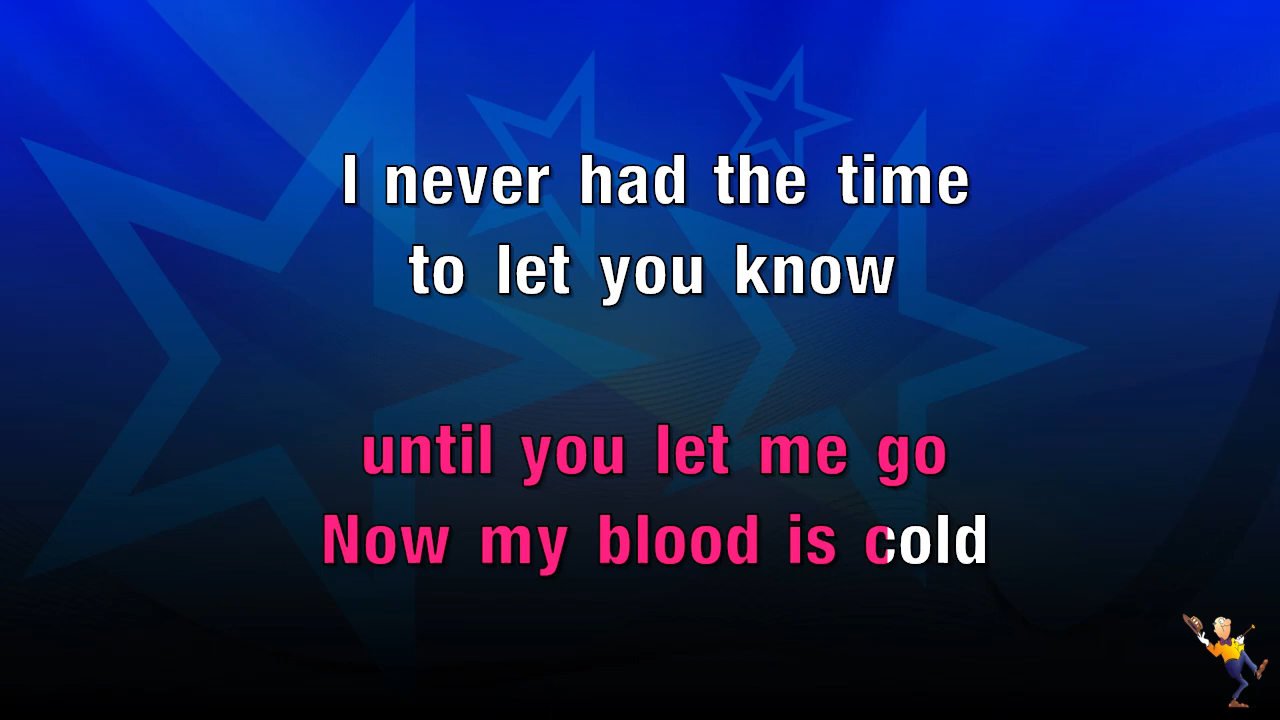 I never had the time
to let you know
until you let me go
Now my blood is cold